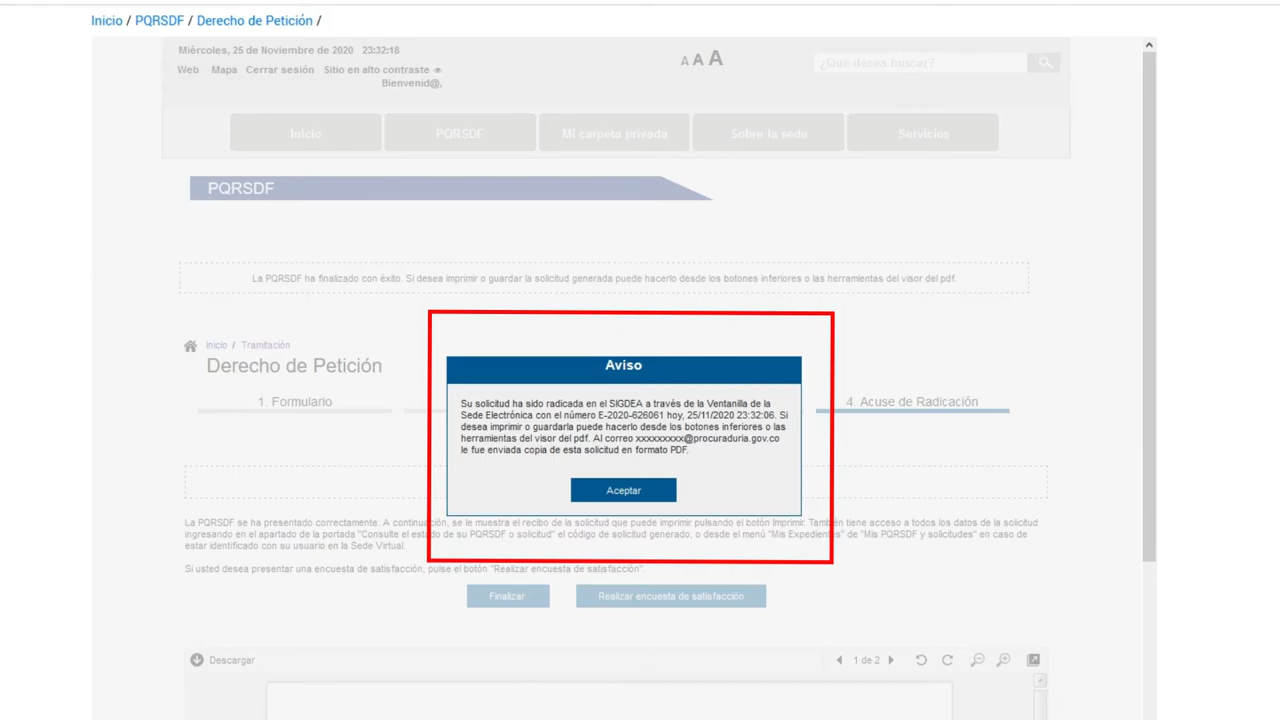 Inicio / PQRSDF / Derecho de Petición /
Miércoles, 25 de Noviembre de 2020 23:32:18
A A A
¿Qué desea buscar?
Web Mapa Cerrar sesión Sitio en alto contraste
Bienvenid@,
Inicio PQRSDF Mi carpeta privada Sobre la sede Servicios
PQRSDF
La PQRSDF ha finalizado con éxito. Si desea imprimir o guardar la solicitud generada puede hacerlo desde los botones inferiores o las herramientas del visor del pdf.
Inicio / Tramitación
Derecho de Petición
1. Formulario
4. Acuse de Radicación
Aviso
Su solicitud ha sido radicada en el SIGDEA a través de la Ventanilla de la
Sede Electrónica con el número E-2020-626061 hoy, 25/11/2020 23:32:06. Si
desea imprimir o guardarla puede hacerlo desde los botones inferiores o las
herramientas del visor del pdf. Al correo xxxxxxxxx@procuraduria.gov.co
le fue enviada copia de esta solicitud en formato PDF.
Aceptar
La PQRSDF se ha presentado correctamente. A continuación, se le muestra el recibo de la solicitud que puede imprimir pulsando el botón Imprimir. También tiene acceso a todos los datos de la solicitud
ingresando en el apartado de la portada "Consulte el estado de su PQRSDF o solicitud" el código de solicitud generado, o desde el menú "Mis Expedientes" de "Mis PQRSDF y solicitudes" en caso de
estar identificado con su usuario en la Sede Virtual.
Si usted desea presentar una encuesta de satisfacción, pulse el botón "Realizar encuesta de satisfacción".
Finalizar Realizar encuesta de satisfacción
Descargar 1 de 2